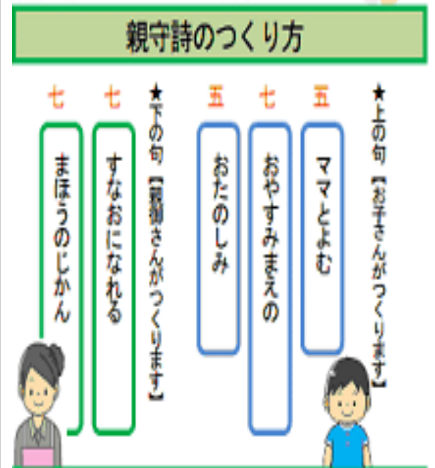 親守詩のつくり方
★上の句【お子さんがつくります】
五
ママとよむ
七
おやすみまえの
五
おたのしみ
★下の句【親御さんがつくります】
七
すなおになれる
七
まほうのじかん